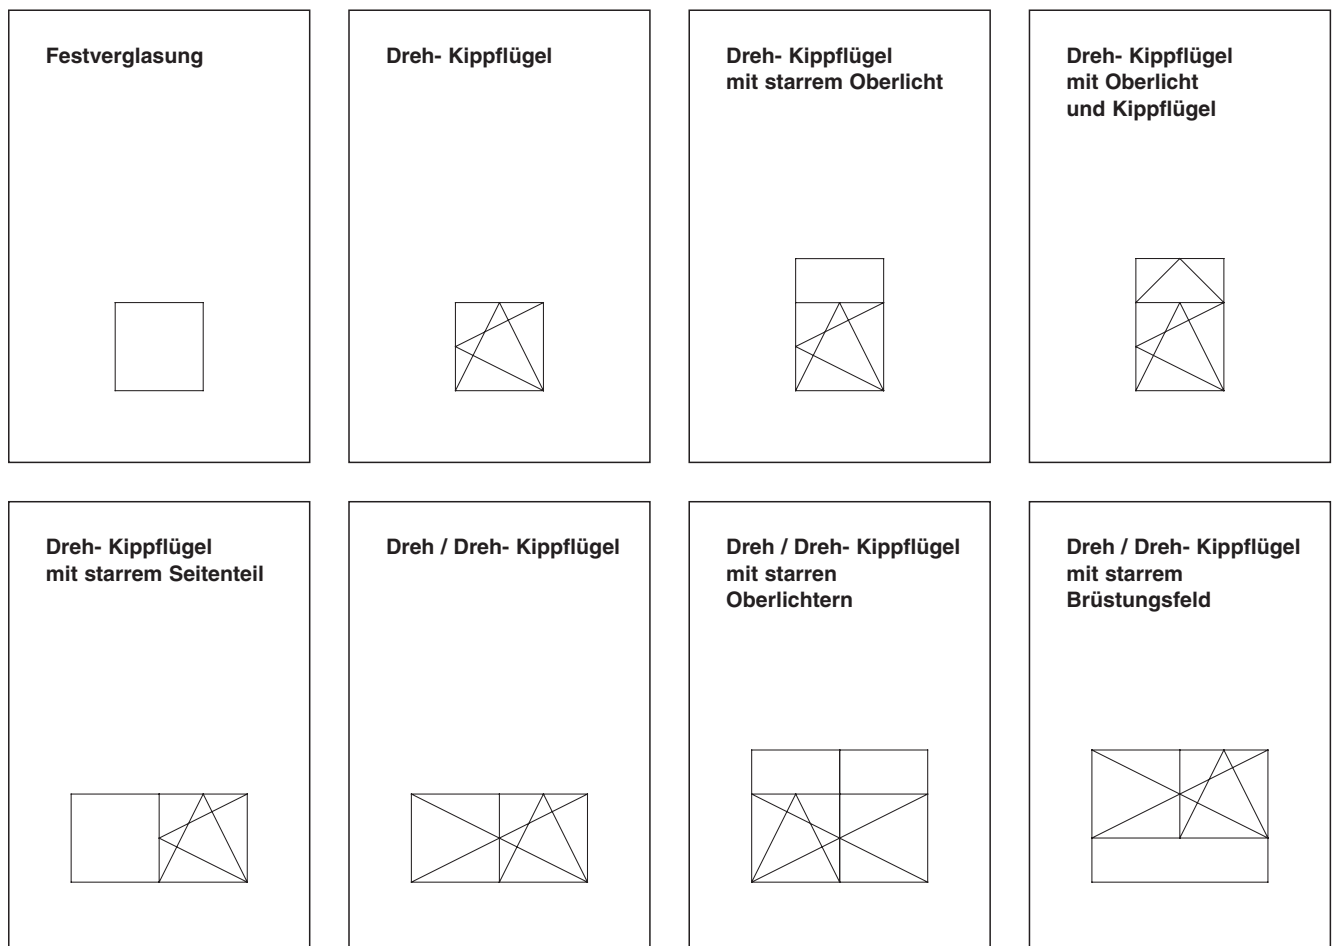 Festverglasung
Dreh- Kippflügel
Dreh- Kippflügel
mit starrem Oberlicht
Dreh- Kippflügel
mit Oberlicht
und Kippflügel
Dreh- Kippflügel
mit starrem Seitenteil
Dreh / Dreh- Kippflügel
Dreh / Dreh- Kippflügel
mit starren
Oberlichtern
Dreh / Dreh- Kippflügel
mit starrem
Brüstungsfeld